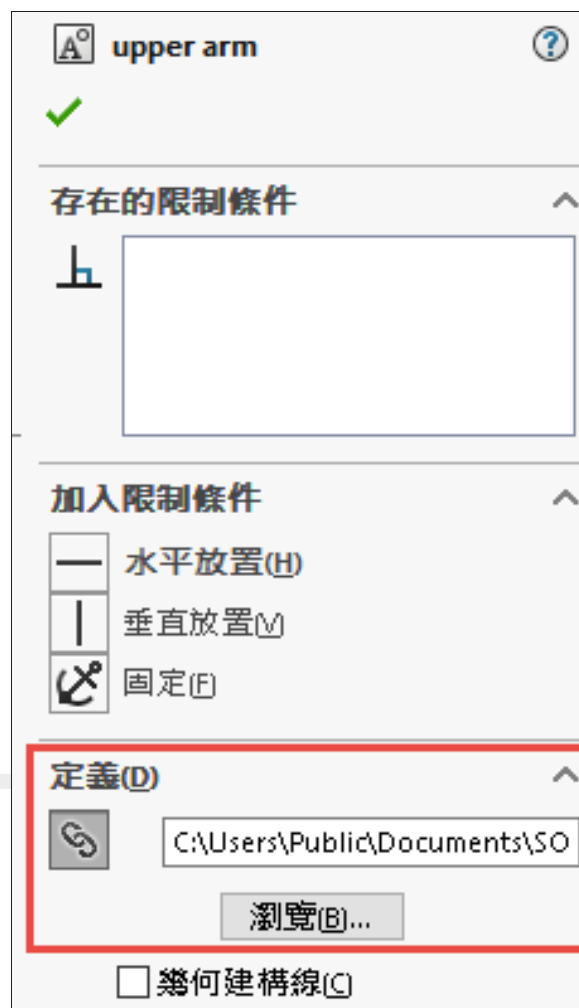 upper arm
存在的限制條件
加入限制條件
水平放置(H)
垂直放置(V)
固定(F)
定義(D)
C:\Users\Public\Documents\SO
瀏覽(B)...
幾何建構線(C)